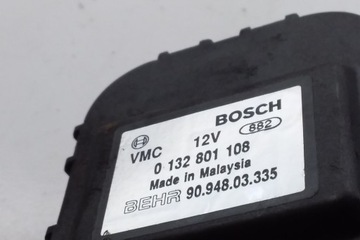 BOSCH
VMC 12V 882
0 132 801 108
Made in Malaysia
BEHR 90.948.03.335